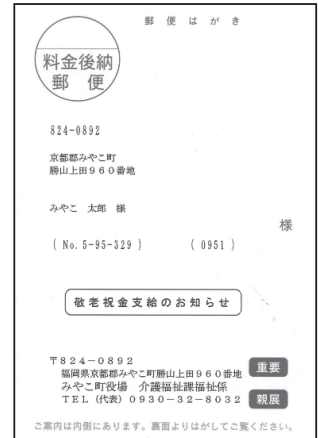 郵便はがき
料金後納
郵便
824-0892
京都郡みやこ町
勝山上田960番地
みやこ 太郎 様
様
( No. 5-95-329 ) ( 0951 )
敬老祝金支給のお知らせ
〒824-0892
福岡県京都郡みやこ町勝山上田960番地
重要
みやこ町役場 介護福祉課福祉係
TEL (代表) 0930-32-8032
親展
ご案内は内側にあります。裏面よりはがしてご覧ください。